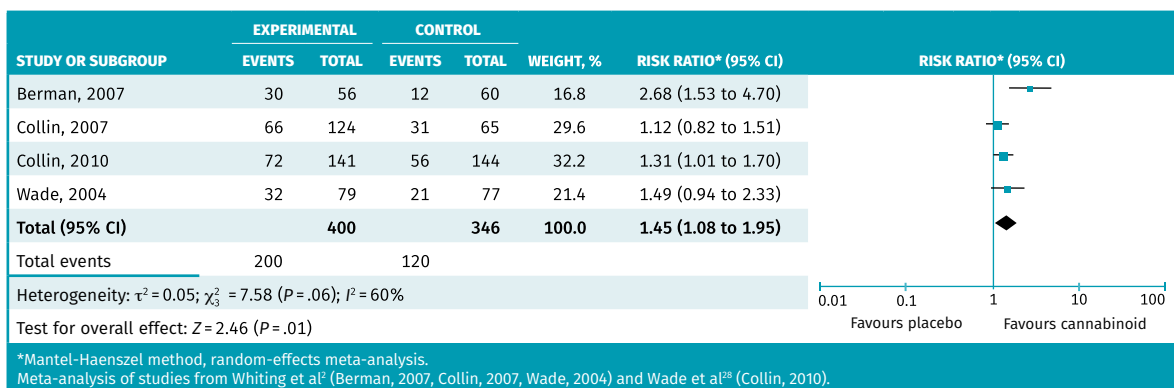 EXPERIMENTAL CONTROL
STUDY OR SUBGROUP EVENTS TOTAL EVENTS TOTAL WEIGHT, % RISK RATIO* (95% CI) RISK RATIO* (95% CI)
Berman, 2007 30 56 12 60 16.8 2.68 (1.53 to 4.70)
Collin, 2007 66 124 31 65 29.6 1.12 (0.82 to 1.51)
Collin, 2010 72 141 56 144 32.2 1.31 (1.01 to 1.70)
Wade, 2004 32 79 21 77 21.4 1.49 (0.94 to 2.33)
Total (95% CI) 400 346 100.0 1.45 (1.08 to 1.95)
Total events 200 120
Heterogeneity: τ² = 0.05; χ²₃ = 7.58 (P = .06); I² = 60%
0.01 0.1 1 10 100
Test for overall effect: Z = 2.46 (P = .01)
Favours placebo Favours cannabinoid
*Mantel-Haenszel method, random-effects meta-analysis.
Meta-analysis of studies from Whiting et al² (Berman, 2007, Collin, 2007, Wade, 2004) and Wade et al²⁸ (Collin, 2010).